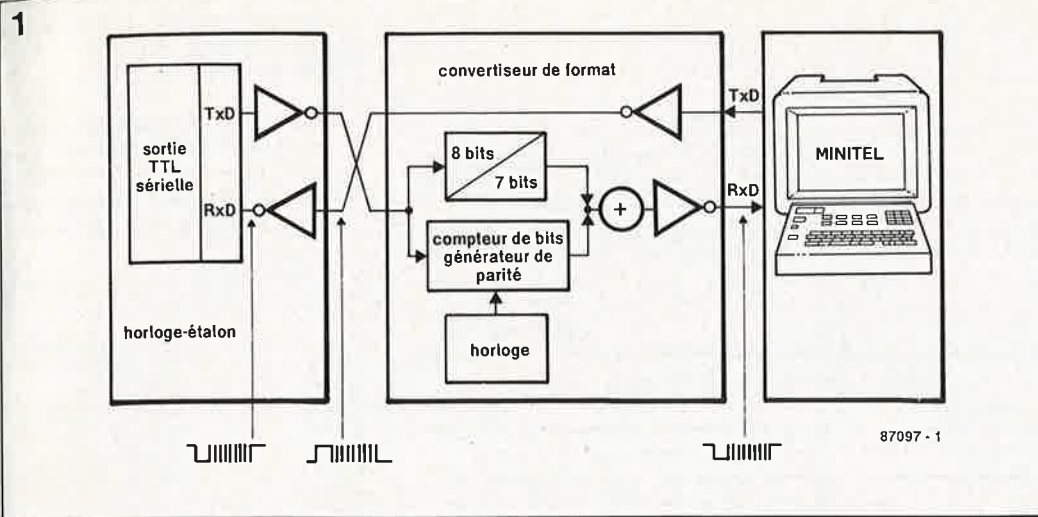 1
sortie
TTL
sérielle
TxD
RxD
horloge-étalon
convertiseur de format
8 bits
7 bits
compteur de bits
générateur de
parité
horloge
+
TxD
RxD
MINITEL
87097 - 1